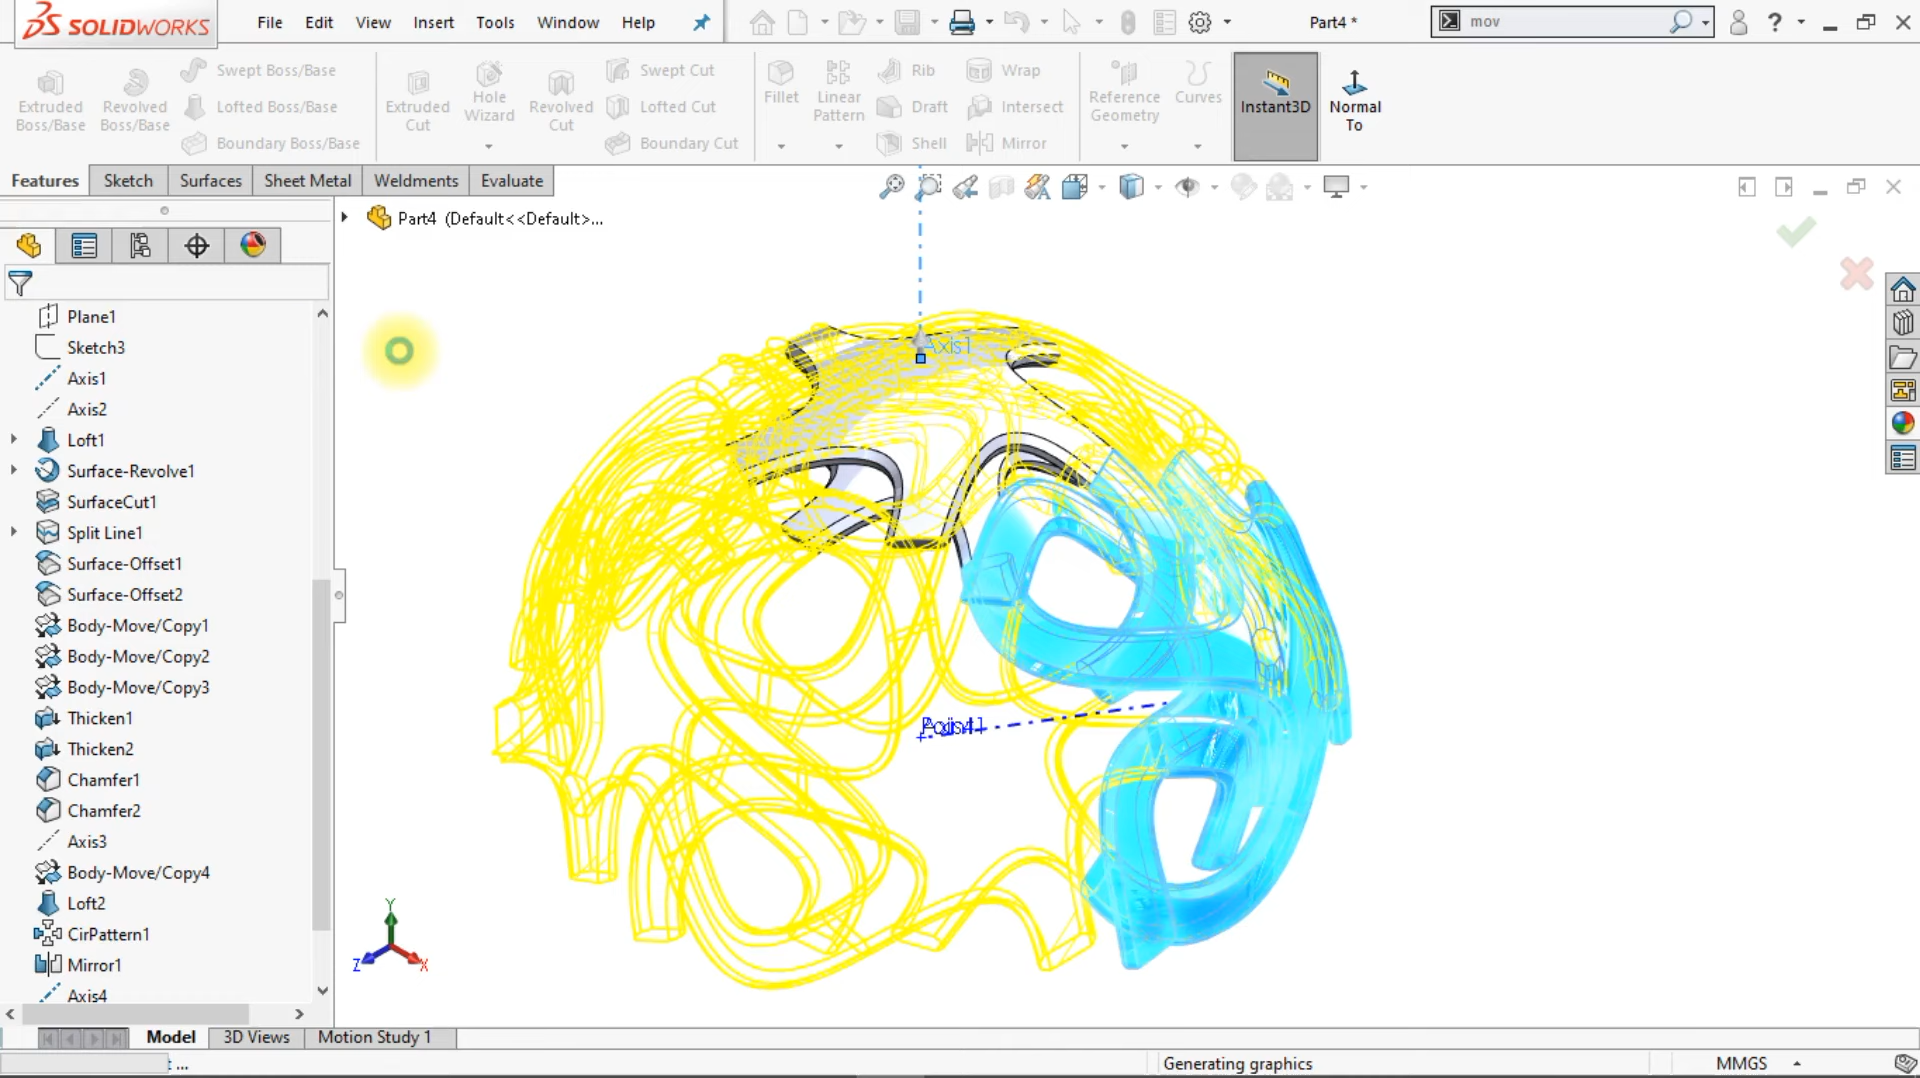 SOLIDWORKS
File Edit View Insert Tools Window Help
Part4 *
mov
?
Extruded Boss/Base
Revolved Boss/Base
Swept Boss/Base
Lofted Boss/Base
Boundary Boss/Base
Extruded Cut
Hole Wizard
Revolved Cut
Swept Cut
Lofted Cut
Boundary Cut
Fillet
Linear Pattern
Rib
Draft
Shell
Wrap
Intersect
Mirror
Reference Geometry
Curves
Instant3D
Normal To
Features Sketch Surfaces Sheet Metal Weldments Evaluate
Part4 (Default<<Default>...
Plane1
Sketch3
Axis1
Axis2
Loft1
Surface-Revolve1
SurfaceCut1
Split Line1
Surface-Offset1
Surface-Offset2
Body-Move/Copy1
Body-Move/Copy2
Body-Move/Copy3
Thicken1
Thicken2
Chamfer1
Chamfer2
Axis3
Body-Move/Copy4
Loft2
CirPattern1
Mirror1
Axis4
Axis1
Y
Z
X
Model 3D Views Motion Study 1
: ...
Generating graphics
MMGS